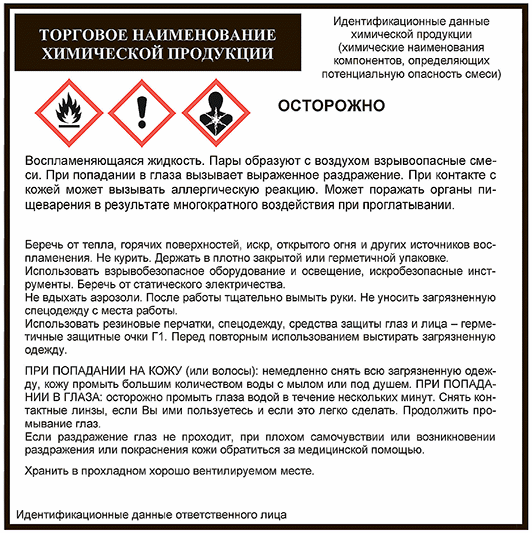 ТОРГОВОЕ НАИМЕНОВАНИЕ
ХИМИЧЕСКОЙ ПРОДУКЦИИ
Идентификационные данные
химической продукции
(химические наименования
компонентов, определяющих
потенциальную опасность смеси)
ОСТОРОЖНО
Воспламеняющаяся жидкость. Пары образуют с воздухом взрывоопасные сме-
си. При попадании в глаза вызывает выраженное раздражение. При контакте с
кожей может вызывать аллергическую реакцию. Может поражать органы пи-
щеварения в результате многократного воздействия при проглатывании.
Беречь от тепла, горячих поверхностей, искр, открытого огня и других источников вос-
пламенения. Не курить. Держать в плотно закрытой или герметичной упаковке.
Использовать взрывобезопасное оборудование и освещение, искробезопасные инст-
рументы. Беречь от статического электричества.
Не вдыхать аэрозоли. После работы тщательно вымыть руки. Не уносить загрязненную
спецодежду с места работы.
Использовать резиновые перчатки, спецодежду, средства защиты глаз и лица – герме-
тичные защитные очки Г1. Перед повторным использованием выстирать загрязненную
одежду.
ПРИ ПОПАДАНИИ НА КОЖУ (или волосы): немедленно снять всю загрязненную одеж-
ду, кожу промыть большим количеством воды с мылом или под душем. ПРИ ПОПАДА-
НИИ В ГЛАЗА: осторожно промыть глаза водой в течение нескольких минут. Снять кон-
тактные линзы, если Вы ими пользуетесь и если это легко сделать. Продолжить про-
мывание глаз.
Если раздражение глаз не проходит, при плохом самочувствии или возникновении
раздражения или покраснения кожи обратиться за медицинской помощью.
Хранить в прохладном хорошо вентилируемом месте.
Идентификационные данные ответственного лица